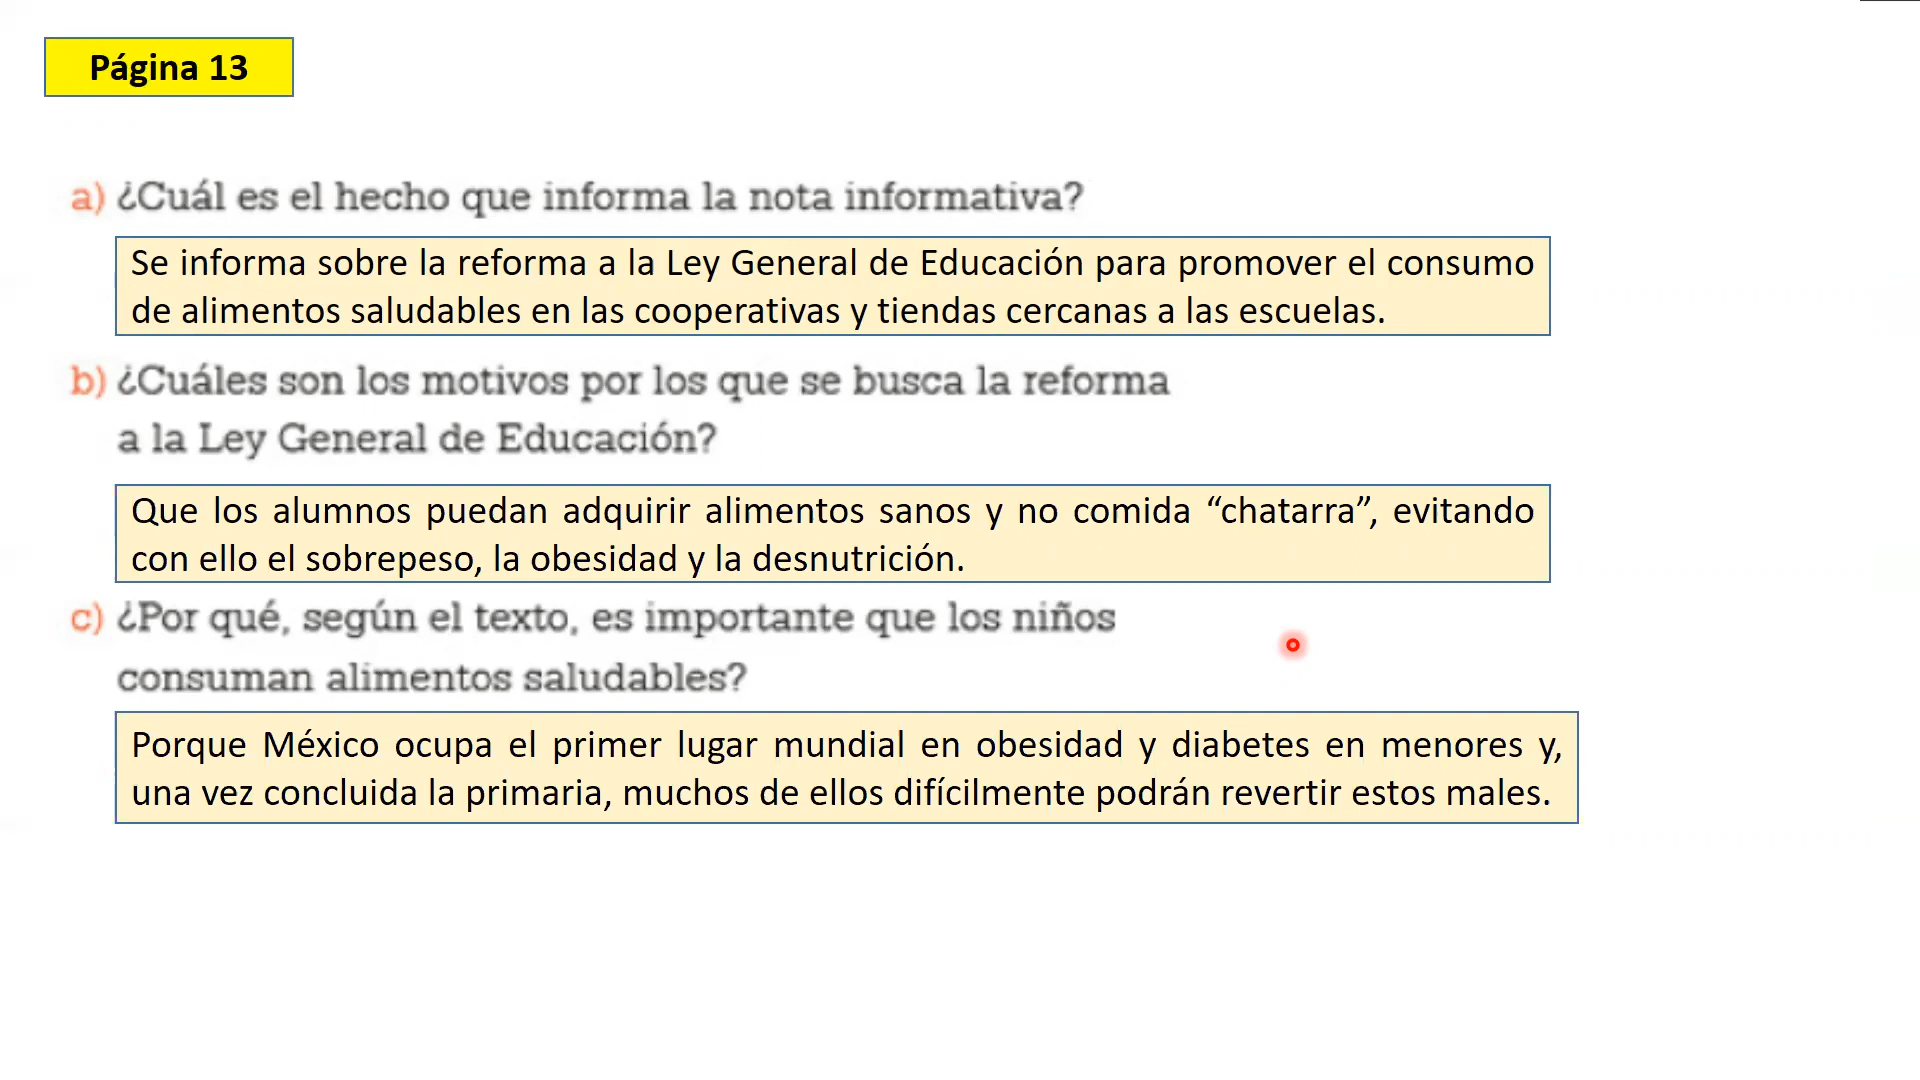 Página 13
a) ¿Cuál es el hecho que informa la nota informativa?
Se informa sobre la reforma a la Ley General de Educación para promover el consumo
de alimentos saludables en las cooperativas y tiendas cercanas a las escuelas.
b) ¿Cuáles son los motivos por los que se busca la reforma
a la Ley General de Educación?
Que los alumnos puedan adquirir alimentos sanos y no comida “chatarra”, evitando
con ello el sobrepeso, la obesidad y la desnutrición.
c) ¿Por qué, según el texto, es importante que los niños
consuman alimentos saludables?
Porque México ocupa el primer lugar mundial en obesidad y diabetes en menores y,
una vez concluida la primaria, muchos de ellos difícilmente podrán revertir estos males.